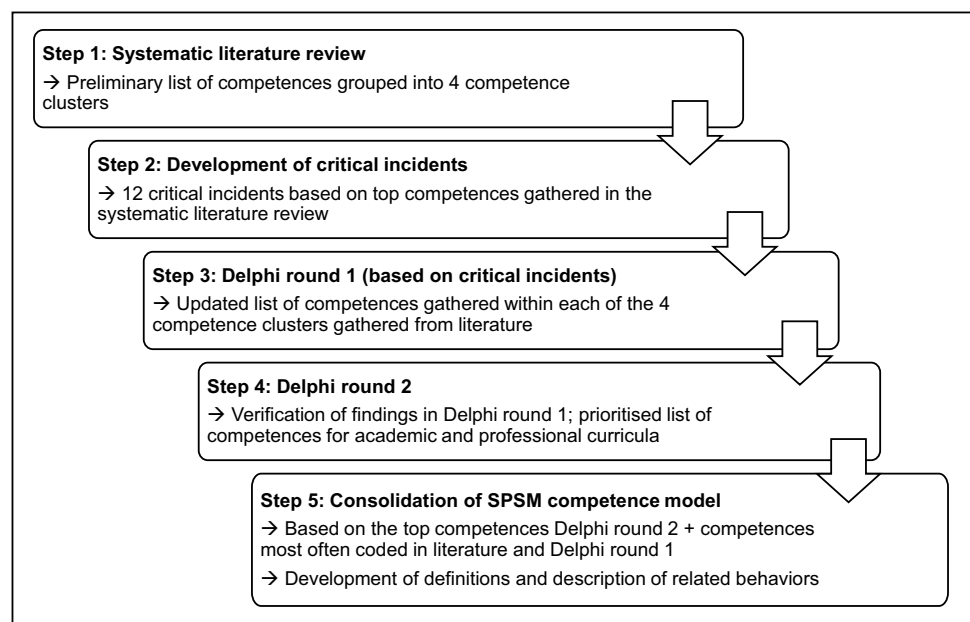 Step 1: Systematic literature review
→ Preliminary list of competences grouped into 4 competence
clusters
Step 2: Development of critical incidents
→ 12 critical incidents based on top competences gathered in the
systematic literature review
Step 3: Delphi round 1 (based on critical incidents)
→ Updated list of competences gathered within each of the 4
competence clusters gathered from literature
Step 4: Delphi round 2
→ Verification of findings in Delphi round 1; prioritised list of
competences for academic and professional curricula
Step 5: Consolidation of SPSM competence model
→ Based on the top competences Delphi round 2 + competences
most often coded in literature and Delphi round 1
→ Development of definitions and description of related behaviors